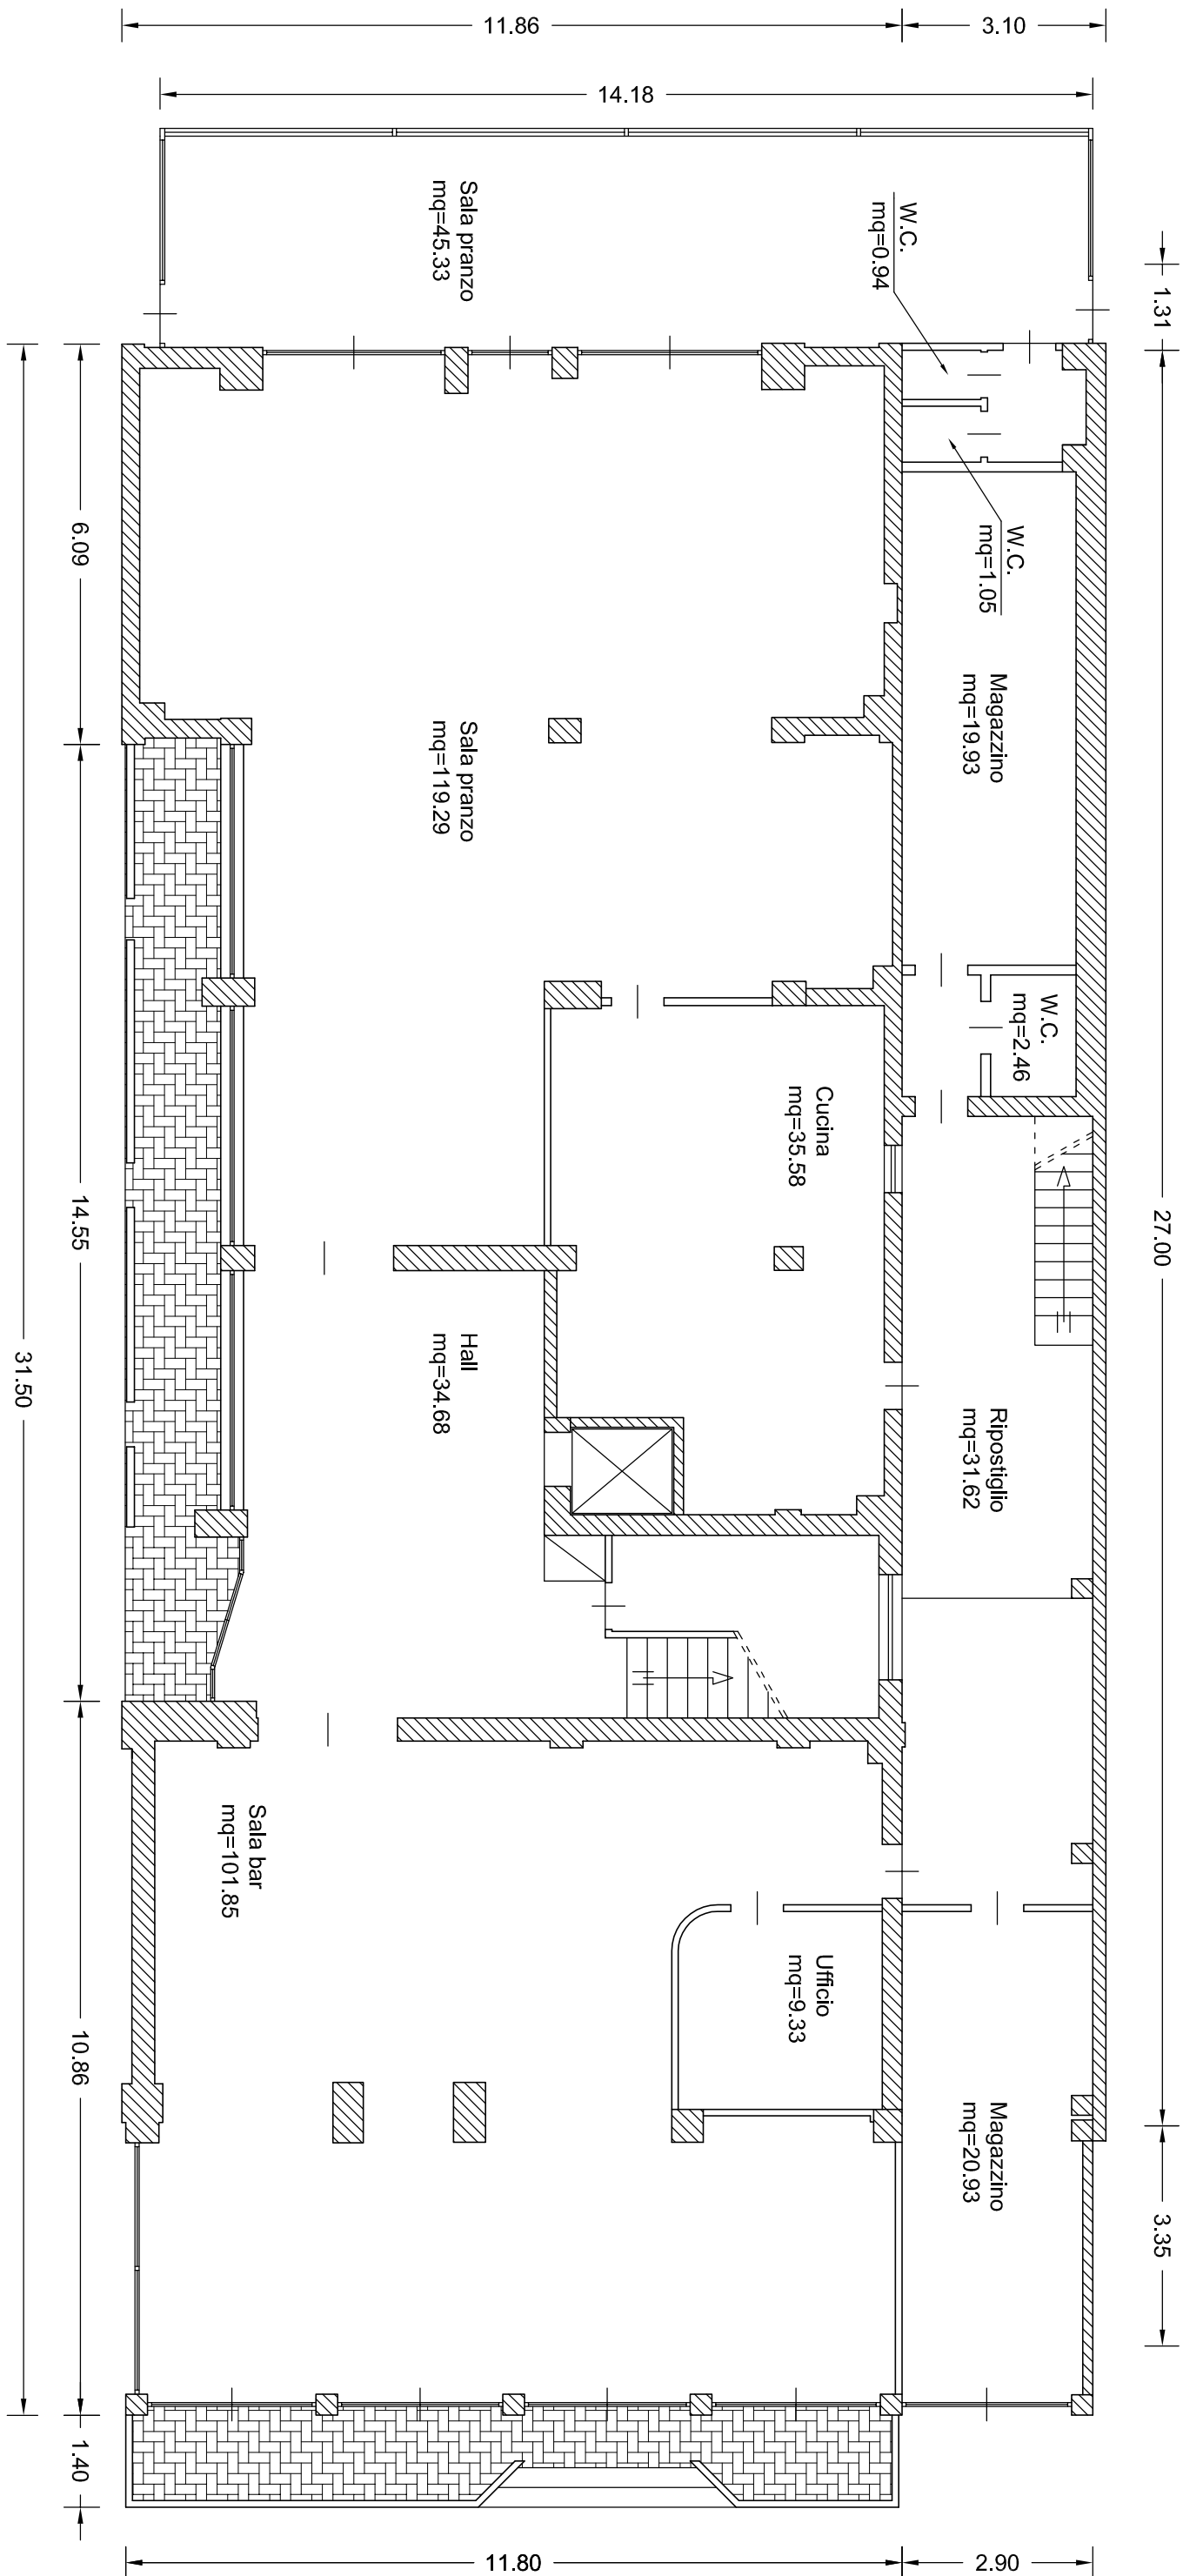 11.86
3.10
14.18
Sala pranzo
mq=45.33
W.C.
mq=0.94
1.31
W.C.
mq=1.05
6.09
Magazzino
mq=19.93
Sala pranzo
mq=119.29
W.C.
mq=2.46
Cucina
mq=35.58
27.00
14.55
31.50
Hall
mq=34.68
Ripostiglio
mq=31.62
Sala bar
mq=101.85
Ufficio
mq=9.33
10.86
Magazzino
mq=20.93
3.35
1.40
11.80
2.90